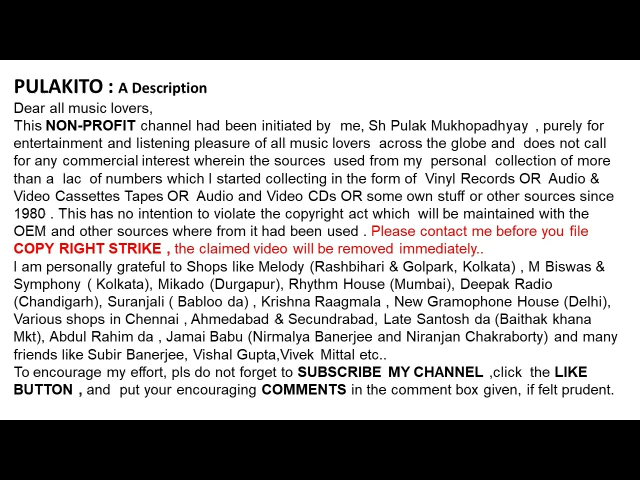 PULAKITO : A Description
Dear all music lovers,
This NON-PROFIT channel had been initiated by me, Sh Pulak Mukhopadhyay , purely for
entertainment and listening pleasure of all music lovers across the globe and does not call
for any commercial interest wherein the sources used from my personal collection of more
than a lac of numbers which I started collecting in the form of Vinyl Records OR Audio &
Video Cassettes Tapes OR Audio and Video CDs OR some own stuff or other sources since
1980 . This has no intention to violate the copyright act which will be maintained with the
OEM and other sources where from it had been used . Please contact me before you file
COPY RIGHT STRIKE , the claimed video will be removed immediately..
I am personally grateful to Shops like Melody (Rashbihari & Golpark, Kolkata) , M Biswas &
Symphony ( Kolkata), Mikado (Durgapur), Rhythm House (Mumbai), Deepak Radio
(Chandigarh), Suranjali ( Babloo da) , Krishna Raagmala , New Gramophone House (Delhi),
Various shops in Chennai , Ahmedabad & Secundrabad, Late Santosh da (Baithak khana
Mkt), Abdul Rahim da , Jamai Babu (Nirmalya Banerjee and Niranjan Chakraborty) and many
friends like Subir Banerjee, Vishal Gupta,Vivek Mittal etc..
To encourage my effort, pls do not forget to SUBSCRIBE MY CHANNEL ,click the LIKE
BUTTON , and put your encouraging COMMENTS in the comment box given, if felt prudent.